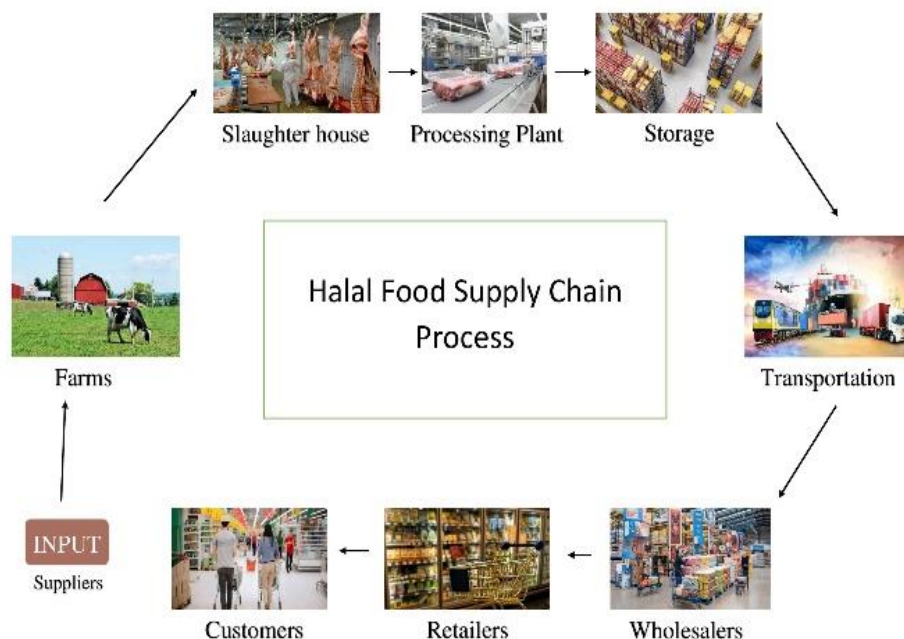 Slaughter house
Processing Plant
Storage
Halal Food Supply Chain
Process
Farms
Transportation
INPUT
Suppliers
Customers
Retailers
Wholesalers